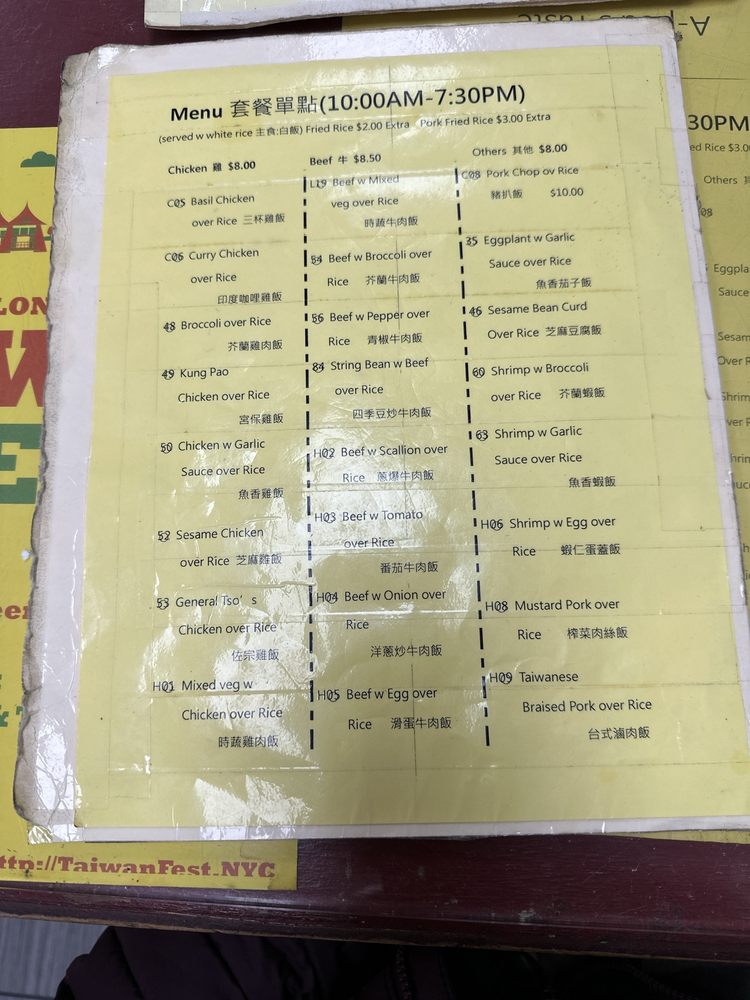 A-pou's Taste
Menu 套餐單點(10:00AM-7:30PM)
(served w white rice 主食:白飯) Fried Rice $2.00 Extra Pork Fried Rice $3.00 Extra
Chicken 雞 $8.00
C05 Basil Chicken
over Rice 三杯雞飯
C06 Curry Chicken
over Rice
印度咖哩雞飯
48 Broccoli over Rice
芥蘭雞肉飯
49 Kung Pao
Chicken over Rice
宮保雞飯
50 Chicken w Garlic
Sauce over Rice
魚香雞飯
52 Sesame Chicken
over Rice 芝麻雞飯
53 General Tso's
Chicken over Rice
佐宗雞飯
H01 Mixed veg w
Chicken over Rice
時蔬雞肉飯
Beef 牛 $8.50
L19 Beef w Mixed
veg over Rice
時蔬牛肉飯
54 Beef w Broccoli over
Rice 芥蘭牛肉飯
56 Beef w Pepper over
Rice 青椒牛肉飯
84 String Bean w Beef
over Rice
四季豆炒牛肉飯
H02 Beef w Scallion over
Rice 蔥爆牛肉飯
H03 Beef w Tomato
over Rice
番茄牛肉飯
H04 Beef w Onion over
Rice
洋蔥炒牛肉飯
H05 Beef w Egg over
Rice 滑蛋牛肉飯
Others 其他 $8.00
C08 Pork Chop ov Rice
豬扒飯 $10.00
35 Eggplant w Garlic
Sauce over Rice
魚香茄子飯
46 Sesame Bean Curd
Over Rice 芝麻豆腐飯
60 Shrimp w Broccoli
over Rice 芥蘭蝦飯
63 Shrimp w Garlic
Sauce over Rice
魚香蝦飯
H06 Shrimp w Egg over
Rice 蝦仁蛋蓋飯
H08 Mustard Pork over
Rice 榨菜肉絲飯
H09 Taiwanese
Braised Pork over Rice
台式滷肉飯
30PM)
ed Rice $3.0
Others
08
Eggpla
Sauce
Sesam
Over R
ttp://TaiwanFest.NYC